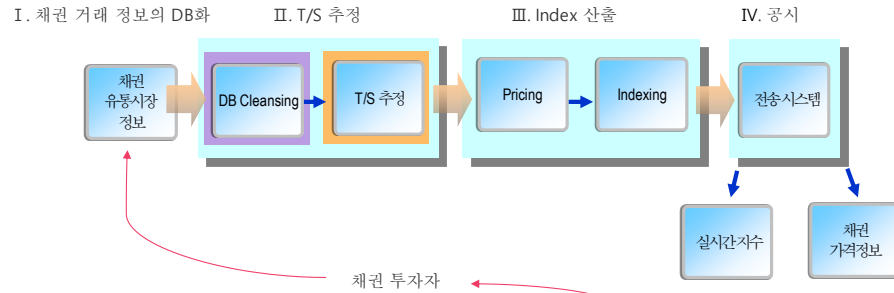 Ⅰ. 채권 거래 정보의 DB화
Ⅱ. T/S 추정
Ⅲ. Index 산출
Ⅳ. 공시
채권
유통시장
정보
DB Cleansing
T/S 추정
Pricing
Indexing
전송시스템
실시간지수
채권
가격정보
채권 투자자